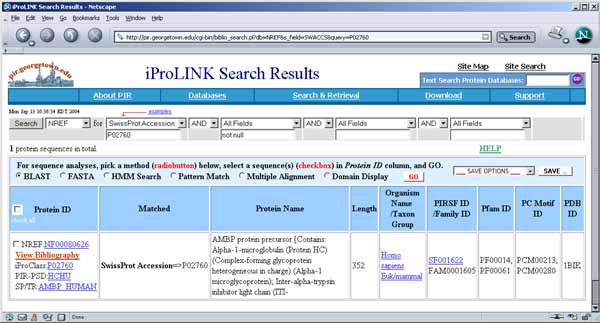 iProLINK Search Results - Netscape
File Edit View Go Bookmarks Tools Window Help
http://pir.georgetown.edu/cgi-bin/biblio_search.pl?db=NREF&s_field=SWACCS&query=P02760
Search
N
pir.georgetown.edu
iProLINK Search Results
Site Map Site Search
Text Search Protein Databases: GO
About PIR Databases Search & Retrieval Download Support
Mon Sep 13 10:36:34 EDT 2004 examples
Search NREF for SwissProt Accession AND All Fields AND All Fields AND All Fields
P02760 not null
1 protein sequences in total. HELP
For sequence analyses, pick a method (radiobutton) below, select a sequence(s) (checkbox) in Protein ID column, and GO.
BLAST FASTA HMM Search Pattern Match Multiple Alignment Domain Display GO
___ SAVE OPTIONS ___ SAVE ...
Protein ID
check all
Matched
Protein Name
Length
Organism
Name
/Taxon
Group
PIRSF ID
/Family ID
Pfam ID
PC Motif
ID
PDB
ID
NREF:NF00080626
View Bibliography
iProClass:P02760
PIR-PSD:HCHU
SP/TR:AMBP_HUMAN
SwissProt Accession=>P02760
AMBP protein precursor [Contains:
Alpha-1-microglobulin (Protein HC)
(Complex-forming glycoprotein
heterogeneous in charge) (Alpha-1
microglycoprotein); Inter-alpha-trypsin
inhibitor light chain (ITI-
352
Homo
sapiens
Euk/mammal
SF001622
FAM0001605
PF00014,
PF00061
PCM00213,
PCM00280
1BIK
Done